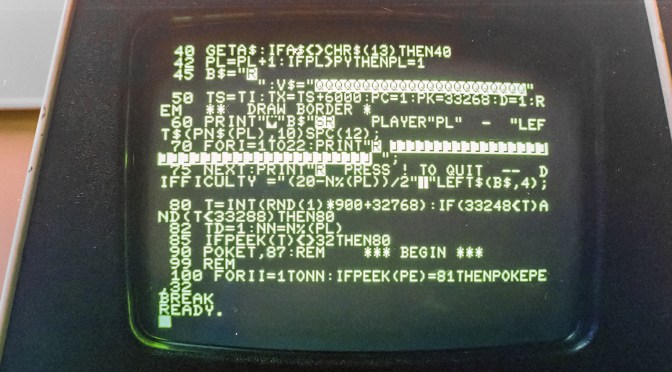 40 GETA$:IFA$<>CHR$(13)THEN40
42 PL=PL+1:IFPL>PYTHENPL=1
45 B$="R
":V$="QQQQQQQQQQQQQQQQQQQQQQ"
50 TS=TI:TX=TS+6000:PC=1:PK=33268:D=1:R
EM ** DRAW BORDER *
60 PRINT" "B$"SR PLAYER"PL" - "LEF
T$(PN$(PL),10)SPC(12);
70 FORI=1TO22:PRINT"R
";
75 NEXT:PRINT"R PRESS ! TO QUIT -- D
IFFICULTY ="(20-N%(PL))/2" "LEFT$(B$,4);
80 T=INT(RND(1)*900+32768):IF(33248<T)A
ND(T<33288)THEN80
82 TD=1:NN=N%(PL)
85 IFPEEK(T)<>32THEN80
90 POKET,87:REM *** BEGIN ***
99 REM
100 FORII=1TONN:IFPEEK(PE)=81THENPOKEPE
,32
BREAK
READY.